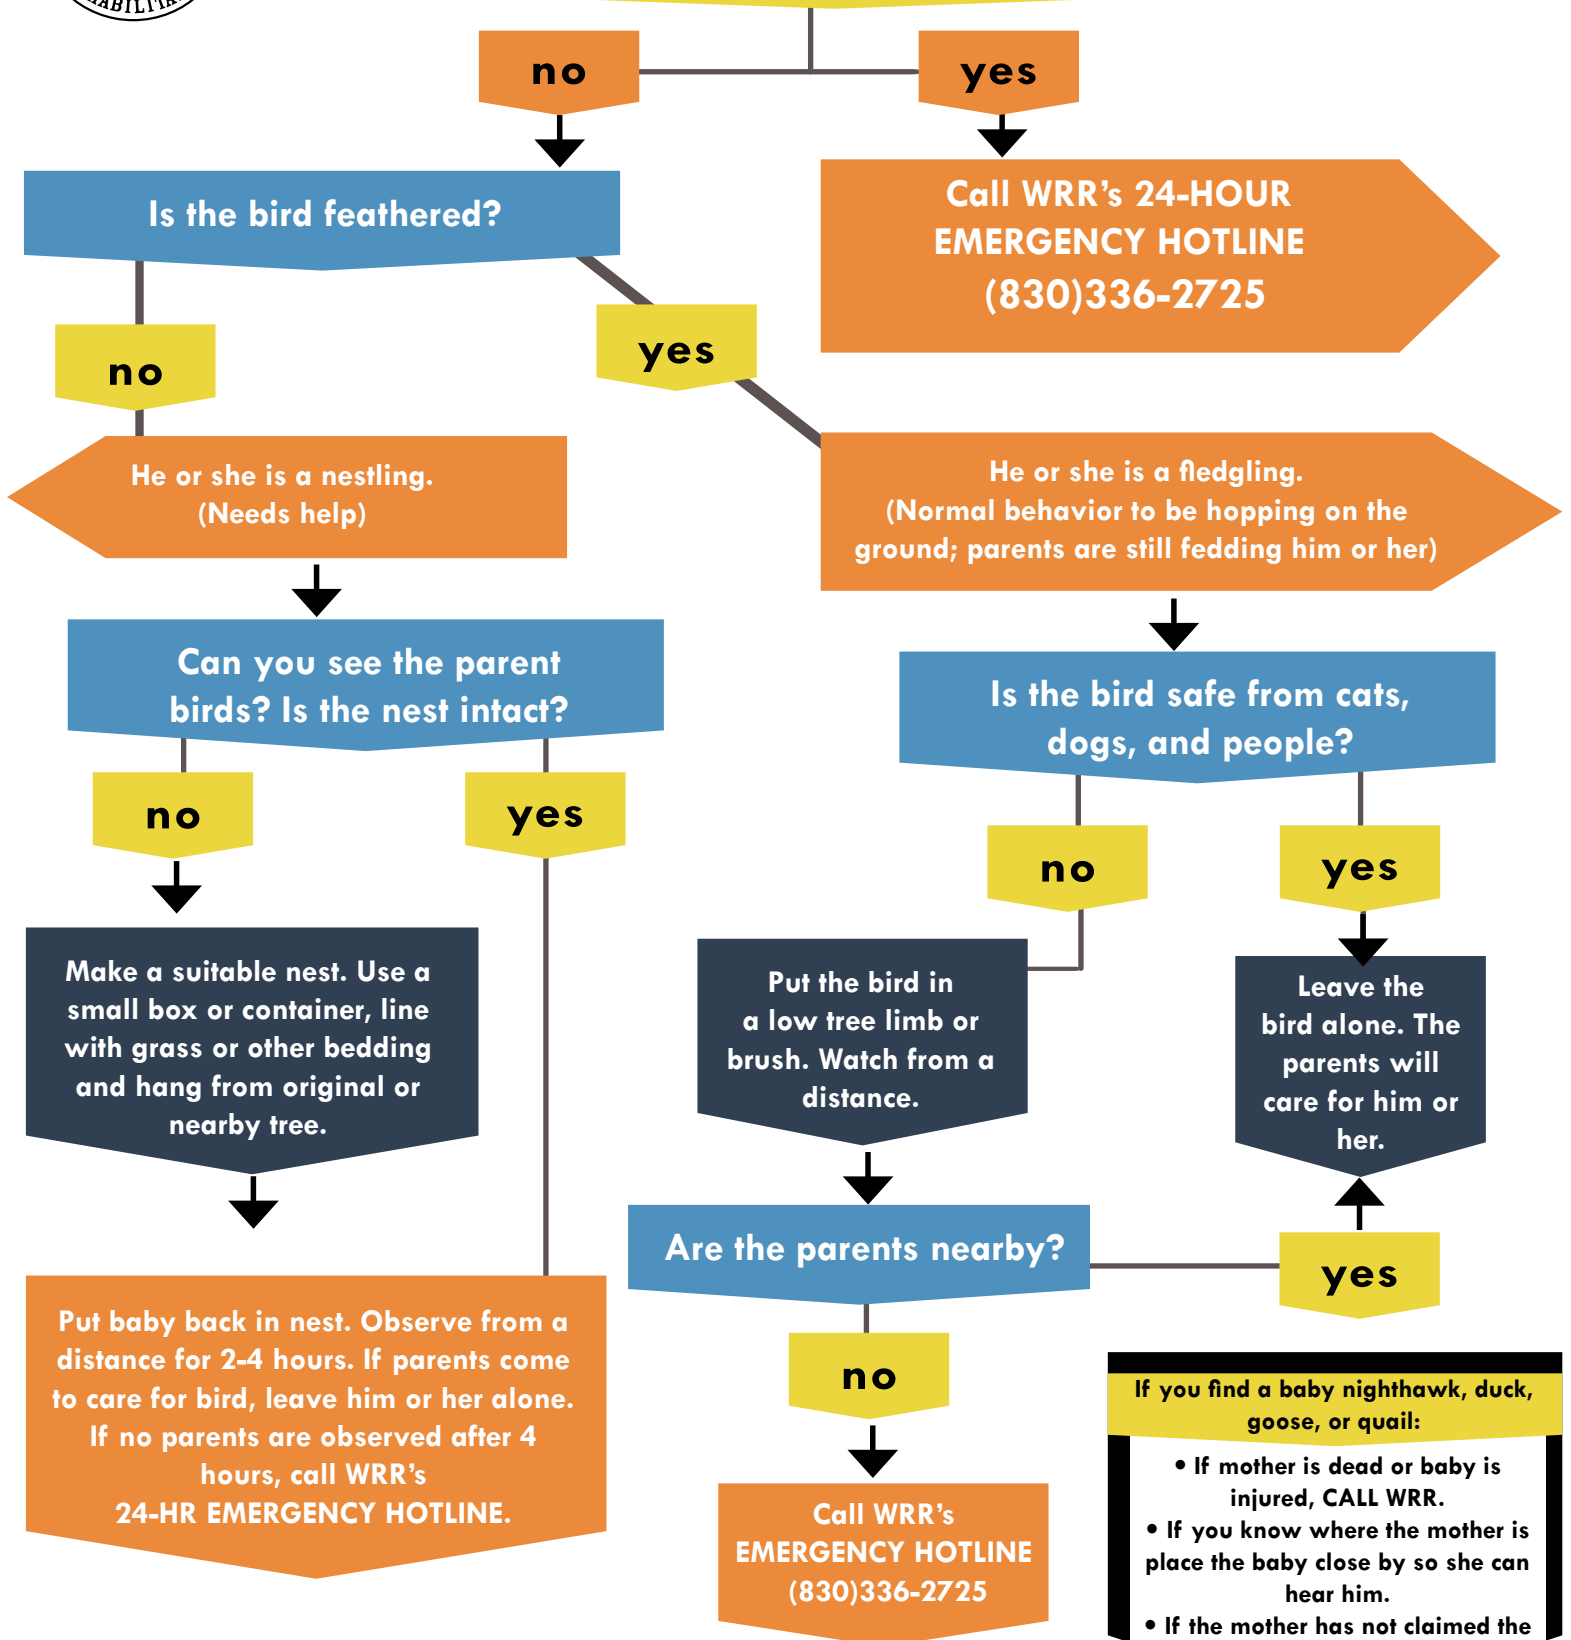 no
yes
Is the bird feathered?
Call WRR's 24-HOUR
EMERGENCY HOTLINE
(830)336-2725
no
yes
He or she is a nestling.
(Needs help)
He or she is a fledgling.
(Normal behavior to be hopping on the
ground; parents are still fedding him or her)
Can you see the parent
birds? Is the nest intact?
Is the bird safe from cats,
dogs, and people?
no
yes
no
yes
Make a suitable nest. Use a
small box or container, line
with grass or other bedding
and hang from original or
nearby tree.
Put the bird in
a low tree limb or
brush. Watch from a
distance.
Leave the
bird alone. The
parents will
care for him or
her.
Are the parents nearby?
yes
Put baby back in nest. Observe from a
distance for 2-4 hours. If parents come
to care for bird, leave him or her alone.
If no parents are observed after 4
hours, call WRR's
24-HR EMERGENCY HOTLINE.
no
Call WRR's
EMERGENCY HOTLINE
(830)336-2725
If you find a baby nighthawk, duck,
goose, or quail:
• If mother is dead or baby is
injured, CALL WRR.
• If you know where the mother is
place the baby close by so she can
hear him.
• If the mother has not claimed the